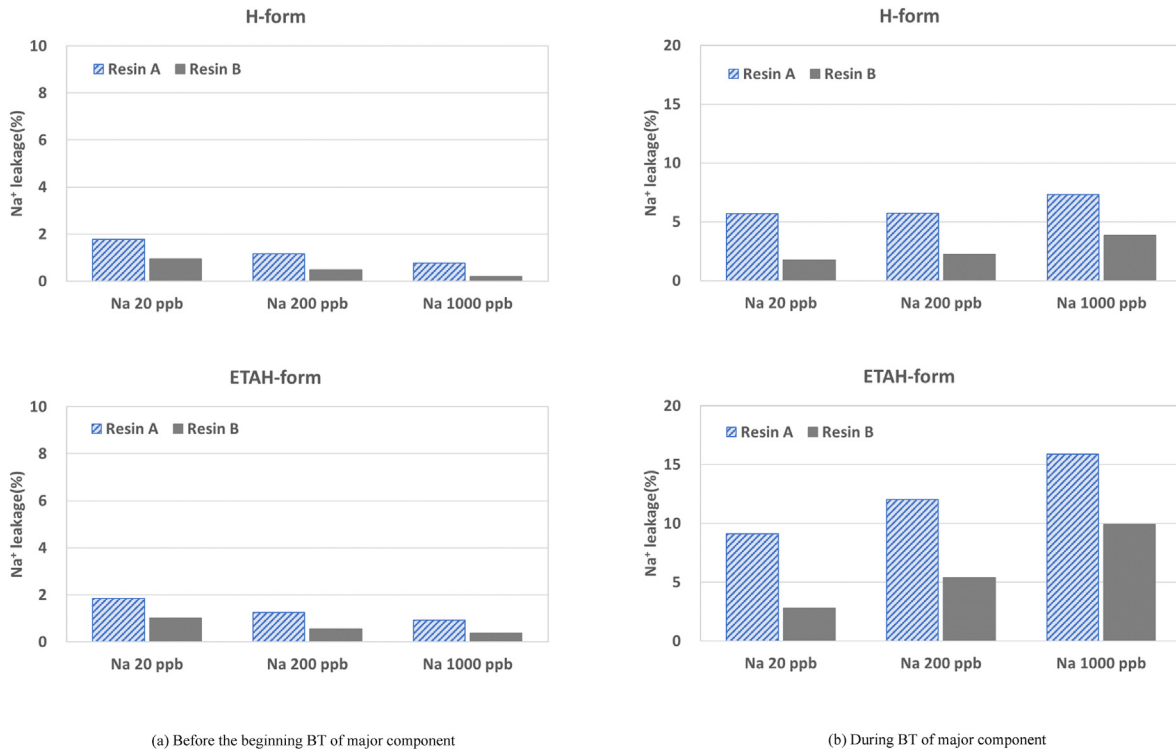 H-form
10
8
6
4
2
0
Na⁺ leakage(%)
Resin A Resin B
Na 20 ppb Na 200 ppb Na 1000 ppb
H-form
20
15
10
5
0
Na⁺ leakage(%)
Resin A Resin B
Na 20 ppb Na 200 ppb Na 1000 ppb
ETAH-form
10
8
6
4
2
0
Na⁺ leakage(%)
Resin A Resin B
Na 20 ppb Na 200 ppb Na 1000 ppb
ETAH-form
20
15
10
5
0
Na⁺ leakage(%)
Resin A Resin B
Na 20 ppb Na 200 ppb Na 1000 ppb
(a) Before the beginning BT of major component
(b) During BT of major component